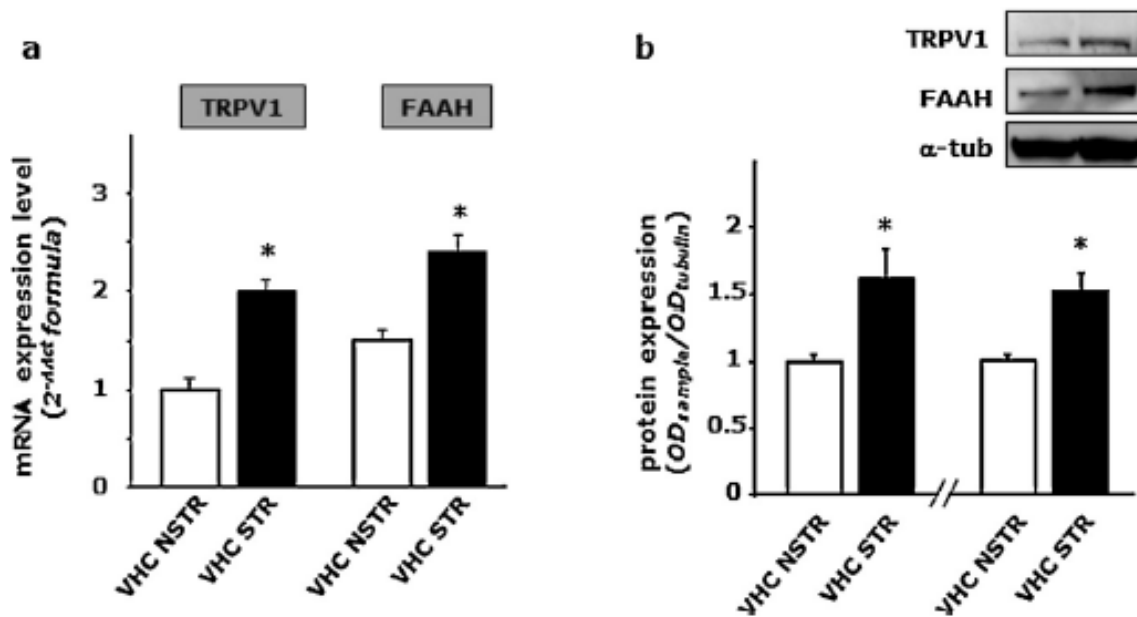 a
TRPV1 FAAH
mRNA expression level
(2-ΔΔct formula)
3
2
1
0
* *
VHC NSTR VHC STR VHC NSTR VHC STR
b
TRPV1
FAAH
α-tub
protein expression
(ODsample/ODtubulin)
2
1.5
1
0.5
0
* *
VHC NSTR VHC STR // VHC NSTR VHC STR